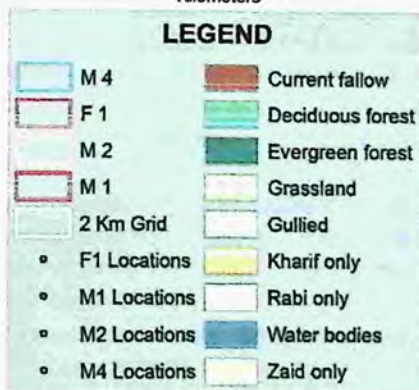 LEGEND
M 4
Current fallow
F 1
Deciduous forest
M 2
Evergreen forest
M 1
Grassland
2 Km Grid
Gullied
F1 Locations
Kharif only
M1 Locations
Rabi only
M2 Locations
Water bodies
M4 Locations
Zaid only